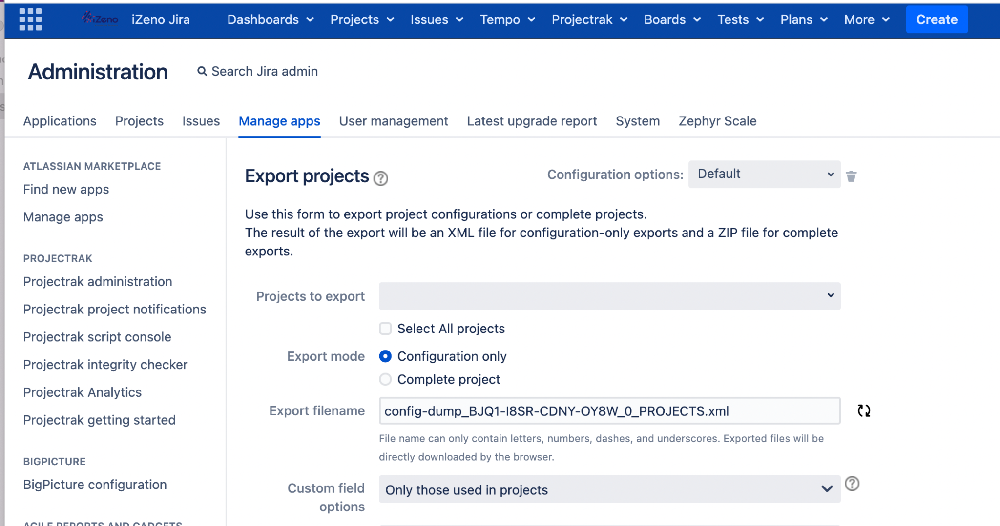 iZeno
iZeno Jira
Dashboards
Projects
Issues
Tempo
Projectrak
Boards
Tests
Plans
More
Create
Administration
Search Jira admin
Applications
Projects
Issues
Manage apps
User management
Latest upgrade report
System
Zephyr Scale
ATLASSIAN MARKETPLACE
Find new apps
Manage apps
PROJECTRAK
Projectrak administration
Projectrak project notifications
Projectrak script console
Projectrak integrity checker
Projectrak Analytics
Projectrak getting started
BIGPICTURE
BigPicture configuration
AGILE REPORTS AND GADGETS
Export projects
Configuration options:
Default
Use this form to export project configurations or complete projects.
The result of the export will be an XML file for configuration-only exports and a ZIP file for complete
exports.
Projects to export
Select All projects
Export mode
Configuration only
Complete project
Export filename
config-dump_BJQ1-I8SR-CDNY-OY8W_0_PROJECTS.xml
File name can only contain letters, numbers, dashes, and underscores. Exported files will be
directly downloaded by the browser.
Custom field
options
Only those used in projects